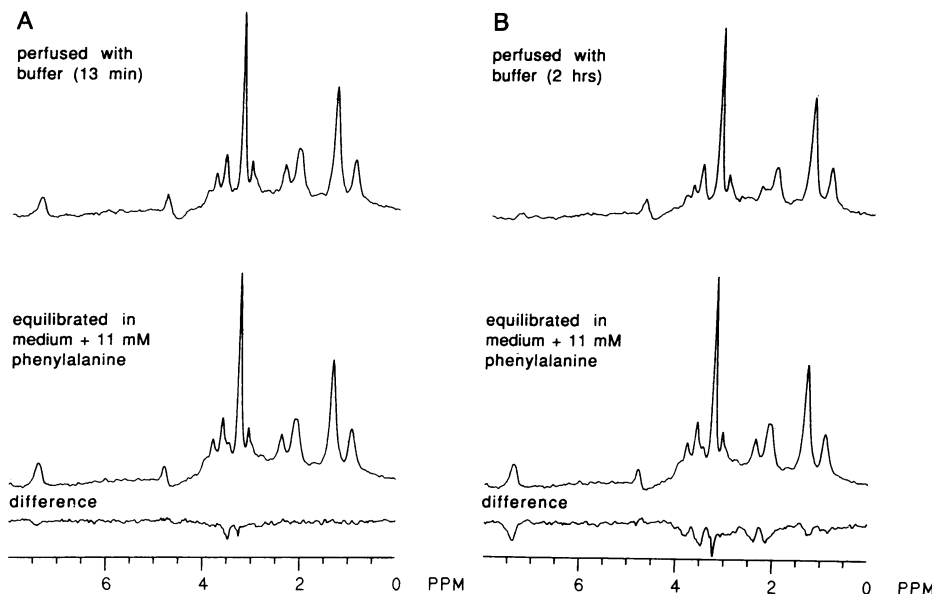 A
perfused with
buffer (13 min)
equilibrated in
medium + 11 mM
phenylalanine
difference
6 4 2 0 PPM
B
perfused with
buffer (2 hrs)
equilibrated in
medium + 11 mM
phenylalanine
difference
6 4 2 0 PPM